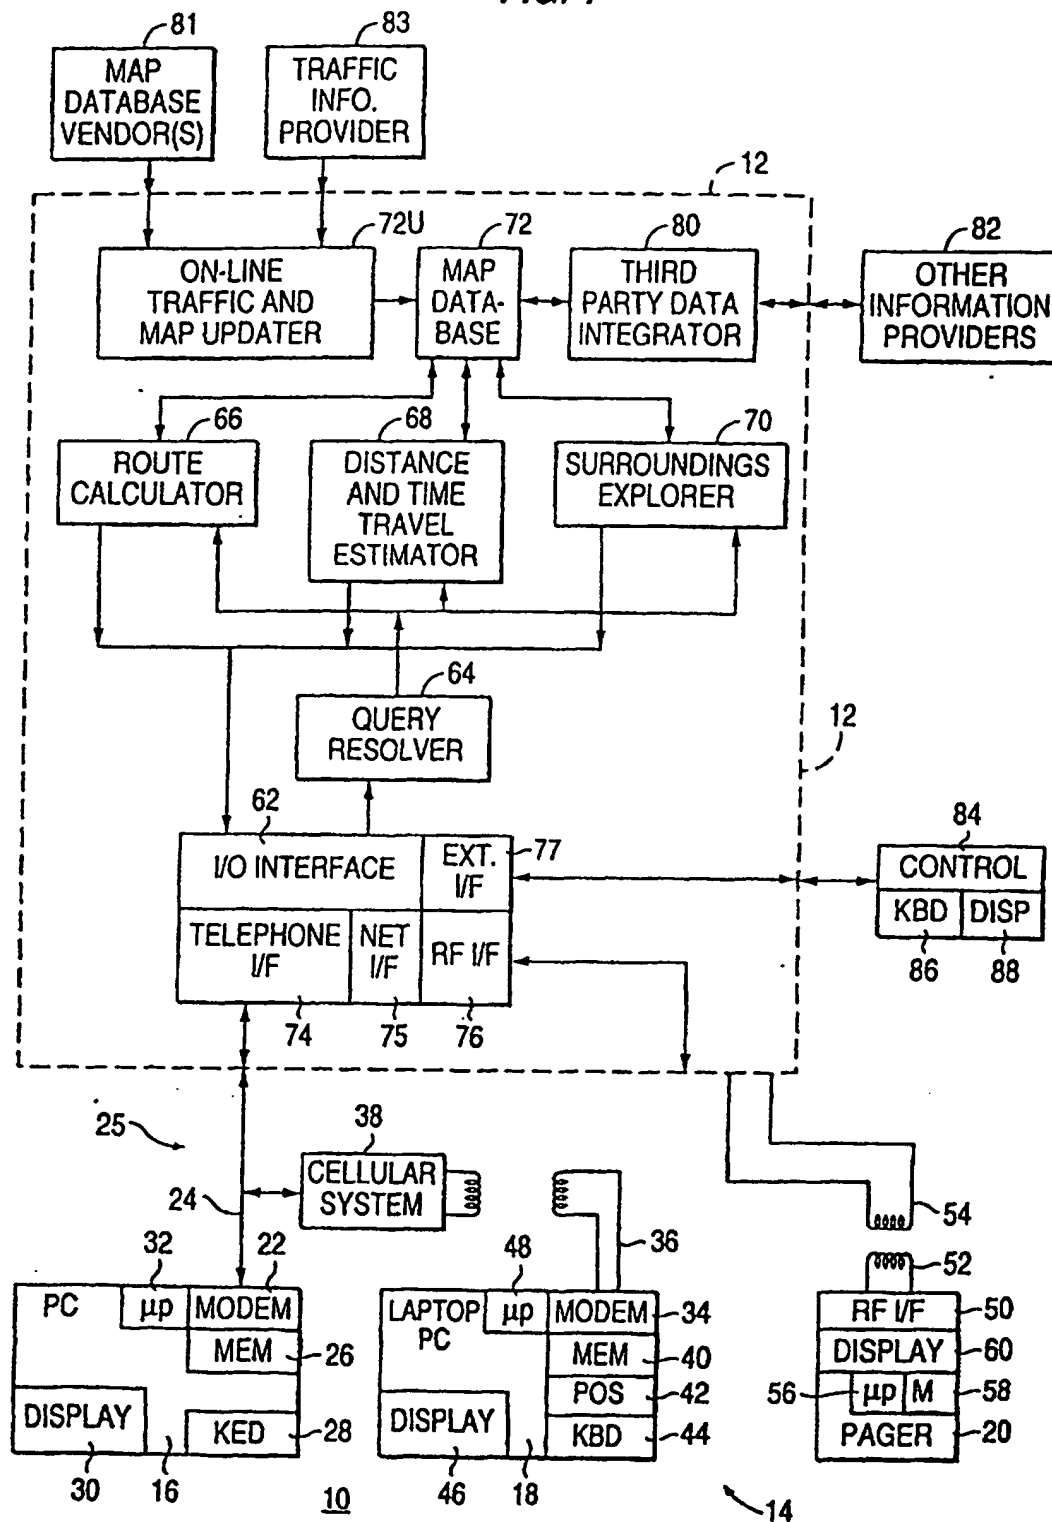 81
83
MAP
DATABASE
VENDOR(S)
TRAFFIC
INFO.
PROVIDER
12
72U
72
80
82
ON-LINE
TRAFFIC AND
MAP UPDATER
MAP
DATA-
BASE
THIRD
PARTY DATA
INTEGRATOR
OTHER
INFORMATION
PROVIDERS
66
68
70
ROUTE
CALCULATOR
DISTANCE
AND TIME
TRAVEL
ESTIMATOR
SURROUNDINGS
EXPLORER
64
QUERY
RESOLVER
12
62
I/O INTERFACE
EXT.
I/F
77
84
CONTROL
KBD
DISP
86
88
TELEPHONE
I/F
NET
I/F
RF I/F
74
75
76
25
38
CELLULAR
SYSTEM
24
36
54
52
32
22
PC
µp
MODEM
MEM
26
DISPLAY
KED
28
30
16
48
LAPTOP
PC
µp
MODEM
34
MEM
40
POS
42
DISPLAY
KBD
44
46
18
RF I/F
50
DISPLAY
60
56
µp
M
58
PAGER
20
10
14